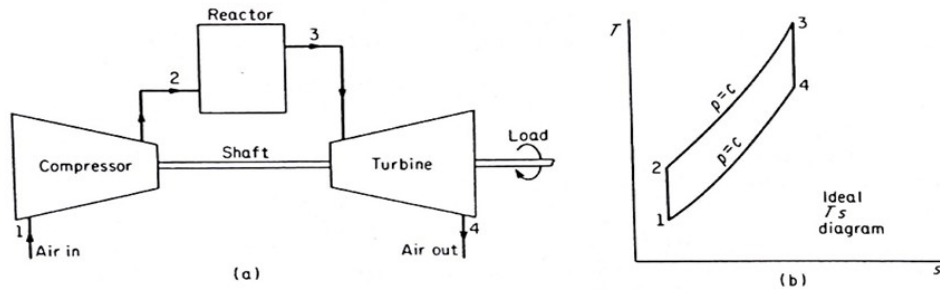 Reactor
3
2
Compressor
Shaft
Turbine
Load
1
Air in
4
Air out
(a)
T
3
p=c
4
p=c
2
1
Ideal
Ts
diagram
s
(b)